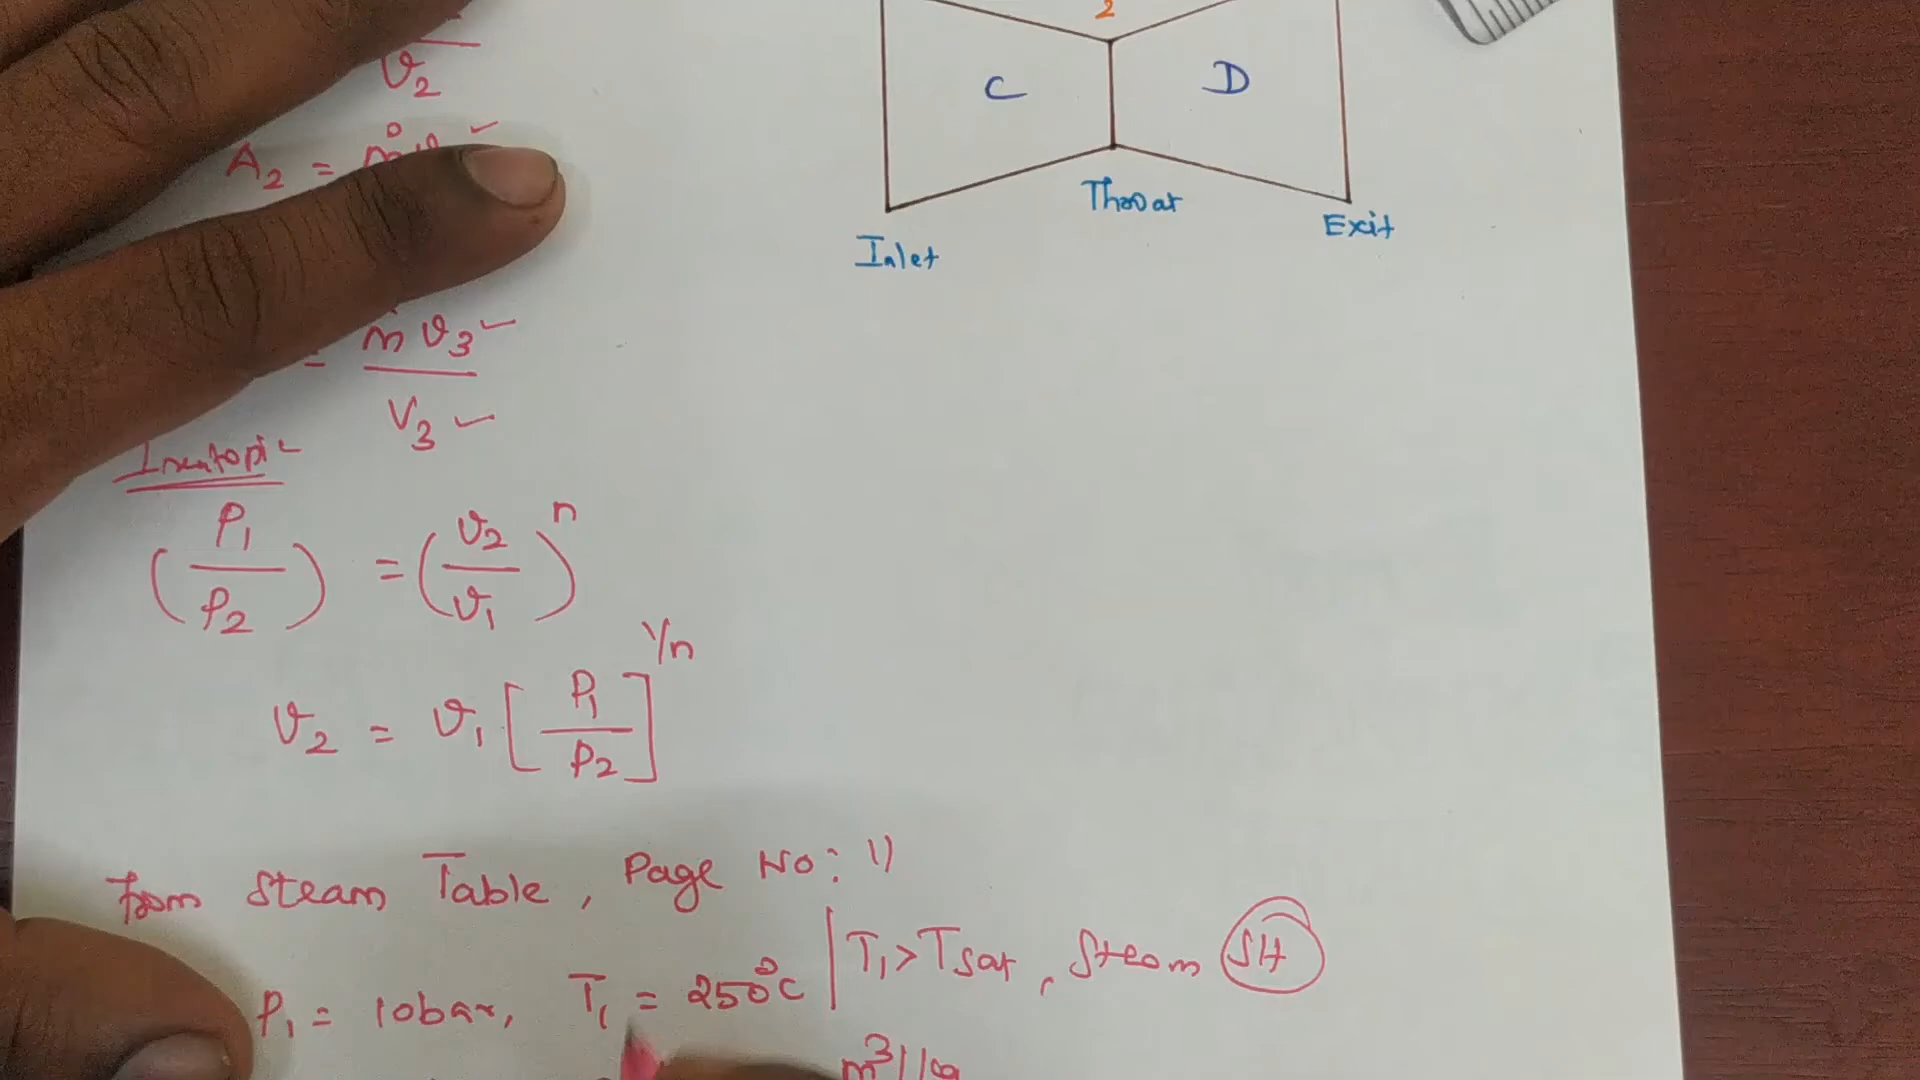 2
C D
Throat
Exit
Inlet
v2
A2 = ṁ
= ṁ v3
V3
Isentopic
(P1 / P2) = (v2 / v1)^n
v2 = v1 [P1 / P2]^1/n
from Steam Table, Page No: 11
P1 = 10bar, T1 = 250°C | T1 > Tsat, Steam SH
m³/kg